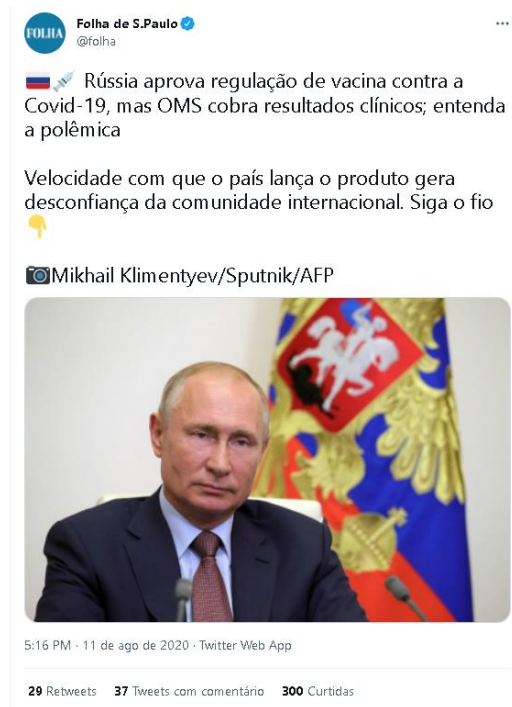 FOLHA
Folha de S.Paulo
@folha
🇷🇺💉 Rússia aprova regulação de vacina contra a
Covid-19, mas OMS cobra resultados clínicos; entenda
a polêmica
Velocidade com que o país lança o produto gera
desconfiança da comunidade internacional. Siga o fio
👇
📷Mikhail Klimentyev/Sputnik/AFP
5:16 PM · 11 de ago de 2020 · Twitter Web App
29 Retweets 37 Tweets com comentário 300 Curtidas